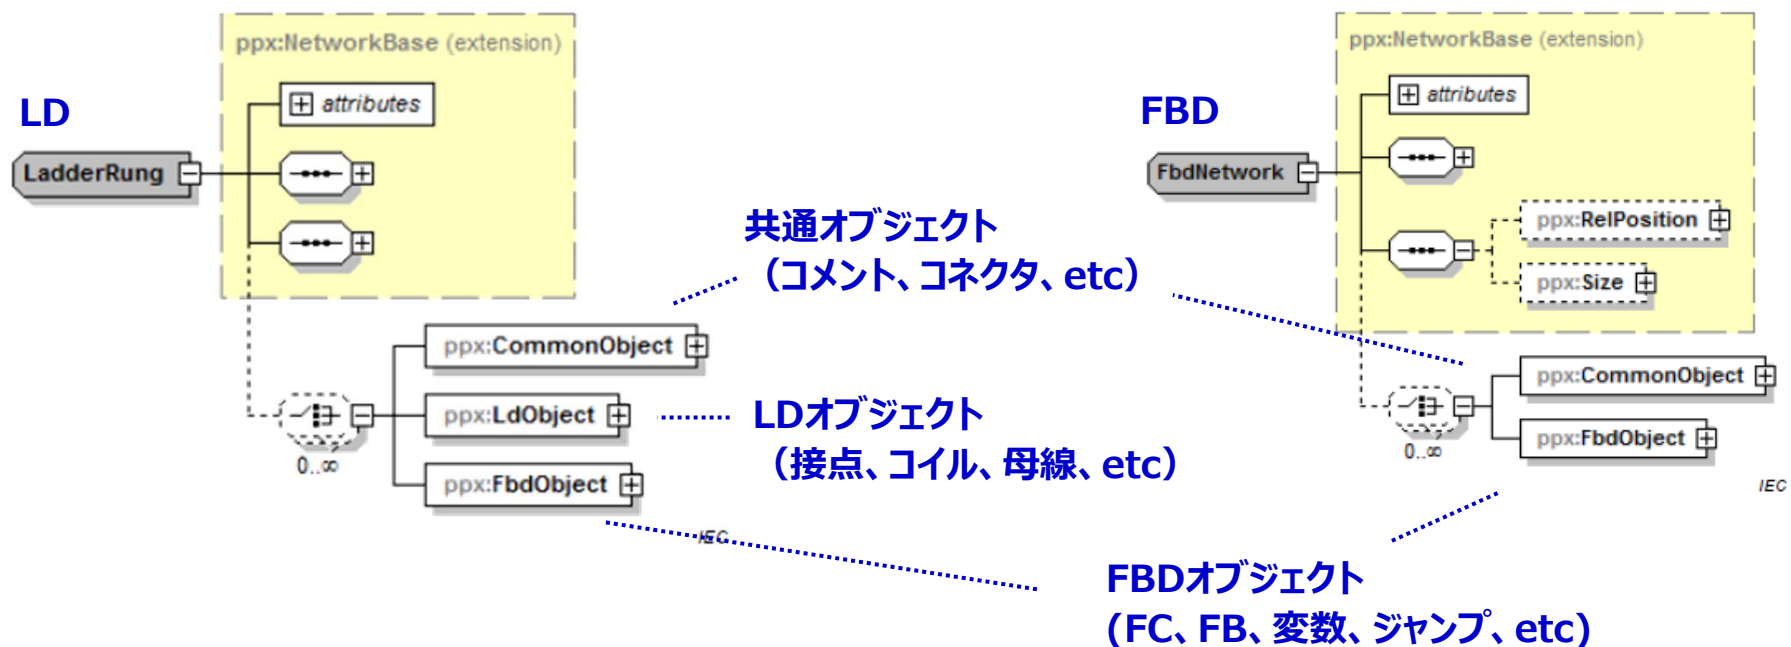 LD
ppx:NetworkBase (extension)
attributes
LadderRung
ppx:CommonObject
ppx:LdObject
ppx:FbdObject
0..∞
IEC
共通オブジェクト
（コメント、コネクタ、etc）
LDオブジェクト
（接点、コイル、母線、etc）
FBD
ppx:NetworkBase (extension)
attributes
FbdNetwork
ppx:RelPosition
ppx:Size
ppx:CommonObject
ppx:FbdObject
0..∞
IEC
FBDオブジェクト
(FC、FB、変数、ジャンプ、etc)